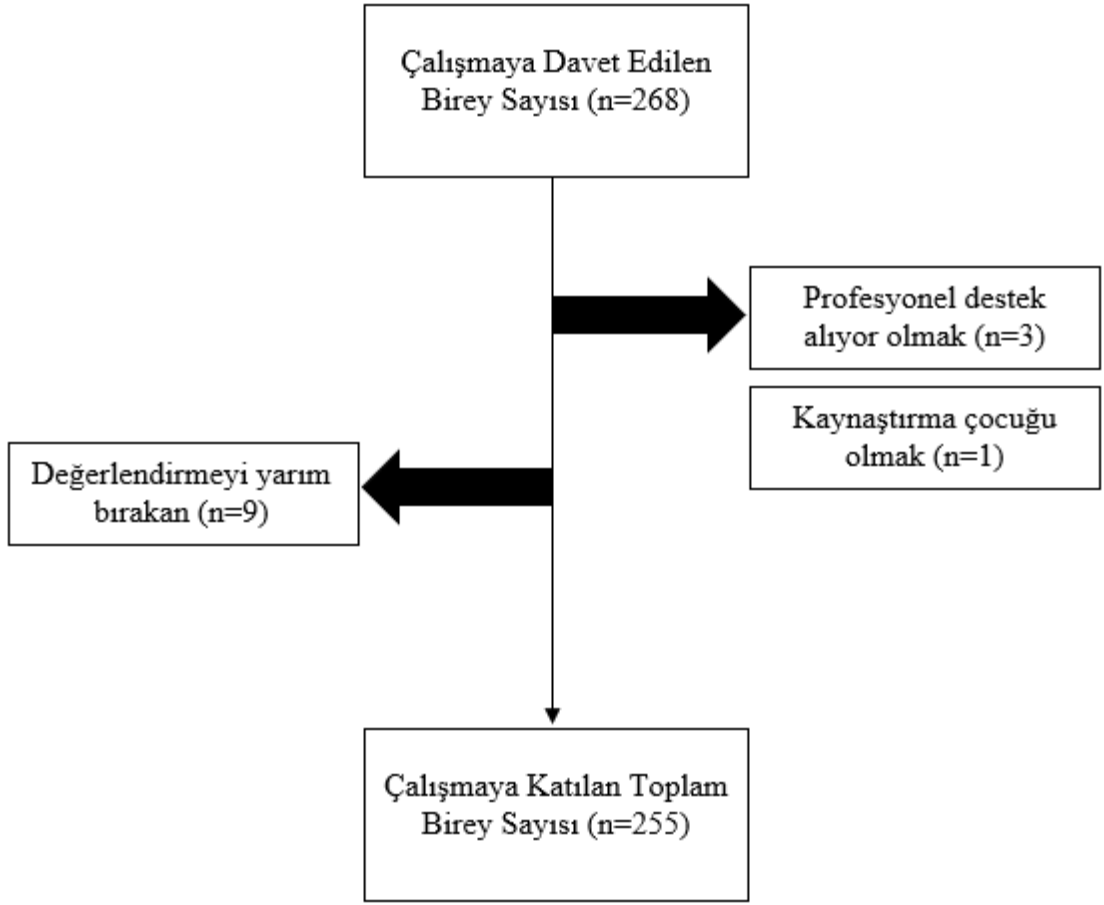 Çalışmaya Davet Edilen
Birey Sayısı (n=268)
Profesyonel destek
alıyor olmak (n=3)
Kaynaştırma çocuğu
olmak (n=1)
Değerlendirmeyi yarım
bırakan (n=9)
Çalışmaya Katılan Toplam
Birey Sayısı (n=255)